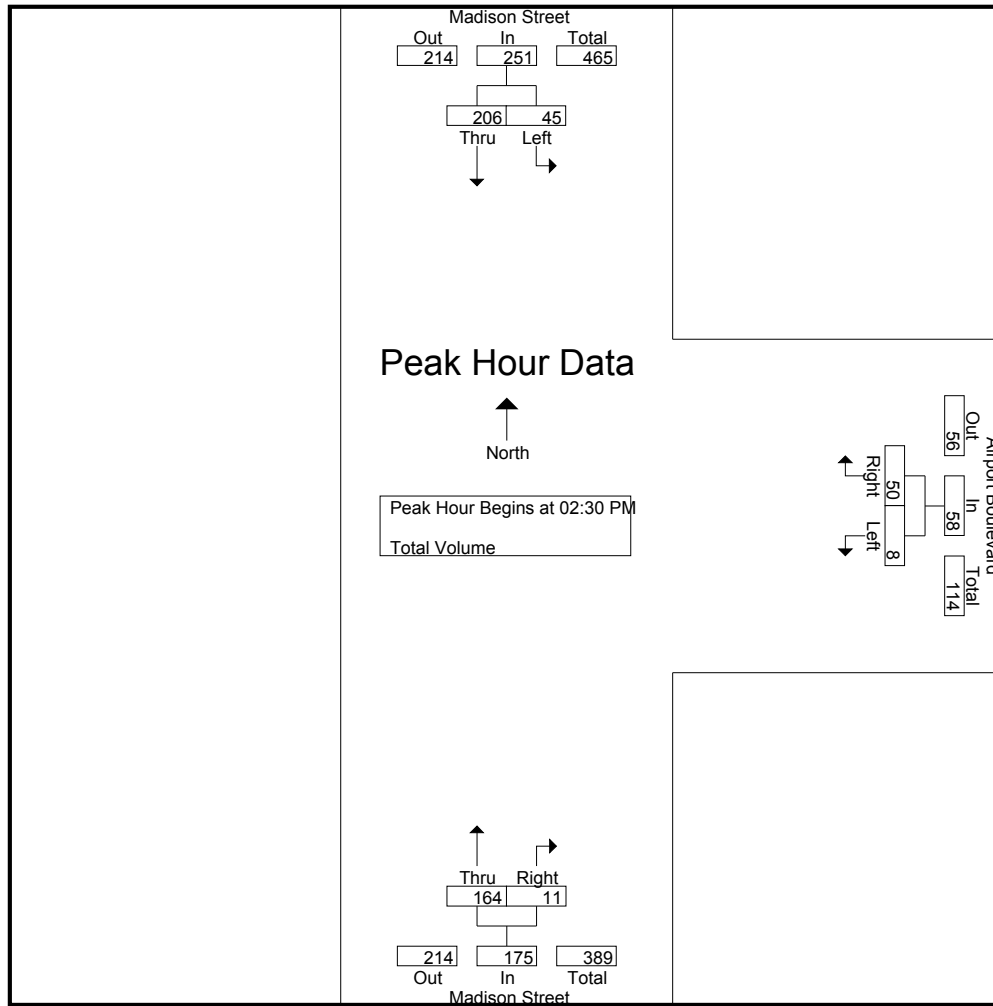 Madison Street
Out In Total
214 251 465
206 45
Thru Left
Peak Hour Data
North
Peak Hour Begins at 02:30 PM
Total Volume
Airport Boulevard
Out In Total
56 58 114
50 8
Right Left
Thru Right
164 11
214 175 389
Out In Total
Madison Street